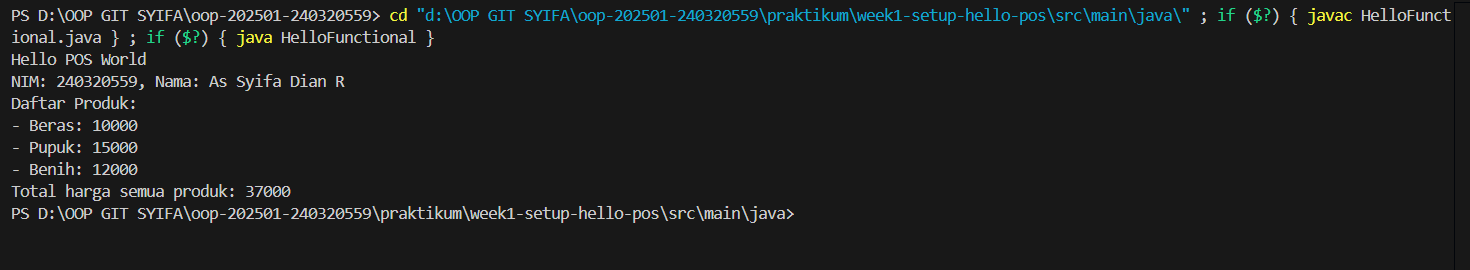 PS D:\OOP GIT SYIFA\oop-202501-240320559> cd "d:\OOP GIT SYIFA\oop-202501-240320559\praktikum\week1-setup-hello-pos\src\main\java\" ; if ($?) { javac HelloFunct
ional.java } ; if ($?) { java HelloFunctional }
Hello POS World
NIM: 240320559, Nama: As Syifa Dian R
Daftar Produk:
- Beras: 10000
- Pupuk: 15000
- Benih: 12000
Total harga semua produk: 37000
PS D:\OOP GIT SYIFA\oop-202501-240320559\praktikum\week1-setup-hello-pos\src\main\java>